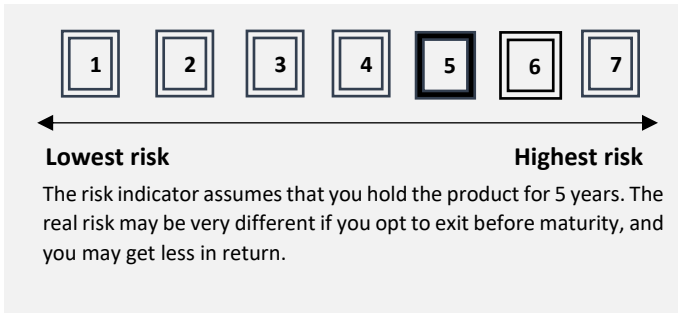 1 2 3 4 5 6 7
Lowest risk Highest risk
The risk indicator assumes that you hold the product for 5 years. The
real risk may be very different if you opt to exit before maturity, and
you may get less in return.